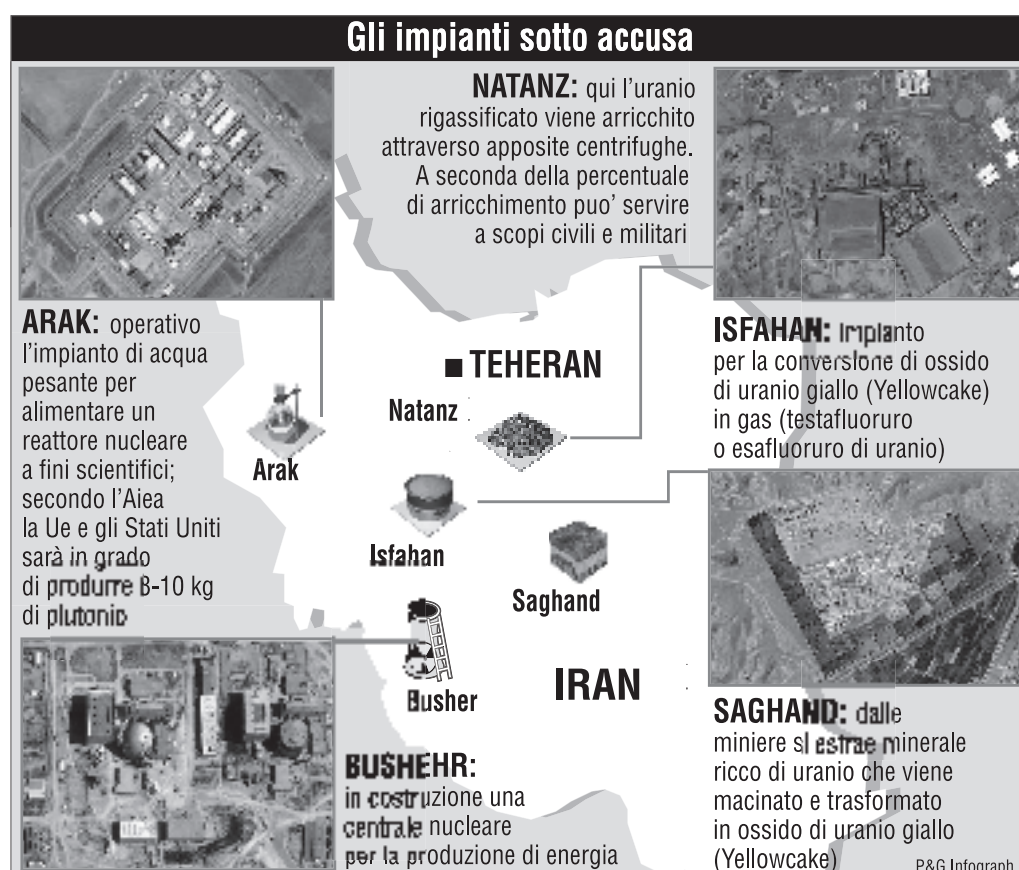 Gli impianti sotto accusa
NATANZ: qui l'uranio
rigassificato viene arricchito
attraverso apposite centrifughe.
A seconda della percentuale
di arricchimento puo' servire
a scopi civili e militari
ARAK: operativo
l'impianto di acqua
pesante per
alimentare un
reattore nucleare
a fini scientifici;
secondo l'Aiea
la Ue e gli Stati Uniti
sarà in grado
di produrre 8-10 kg
di plutonio
ISFAHAN: Impianto
per la conversione di ossido
di uranio giallo (Yellowcake)
in gas (testafluoruro
o esafluoruro di uranio)
TEHERAN
Natanz
Arak
Isfahan
Saghand
Busher
IRAN
BUSHEHR:
in costruzione una
centrale nucleare
per la produzione di energia
SAGHAND: dalle
miniere si estrae minerale
ricco di uranio che viene
macinato e trasformato
in ossido di uranio giallo
(Yellowcake)
P&G Infograph